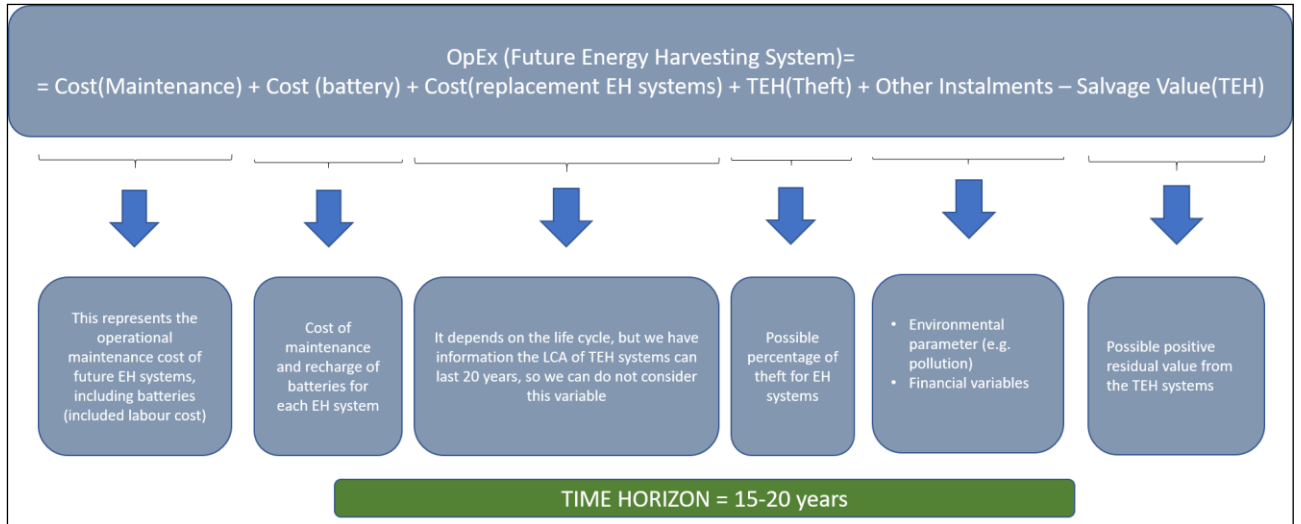 OpEx (Future Energy Harvesting System)=
= Cost(Maintenance) + Cost (battery) + Cost(replacement EH systems) + TEH(Theft) + Other Instalments – Salvage Value(TEH)
This represents the
operational
maintenance cost of
future EH systems,
including batteries
(included labour cost)
Cost of
maintenance
and recharge of
batteries for
each EH system
It depends on the life cycle, but we have
information the LCA of TEH systems can
last 20 years, so we can do not consider
this variable
Possible
percentage of
theft for EH
systems
• Environmental
parameter (e.g.
pollution)
• Financial variables
Possible positive
residual value from
the TEH systems
TIME HORIZON = 15-20 years